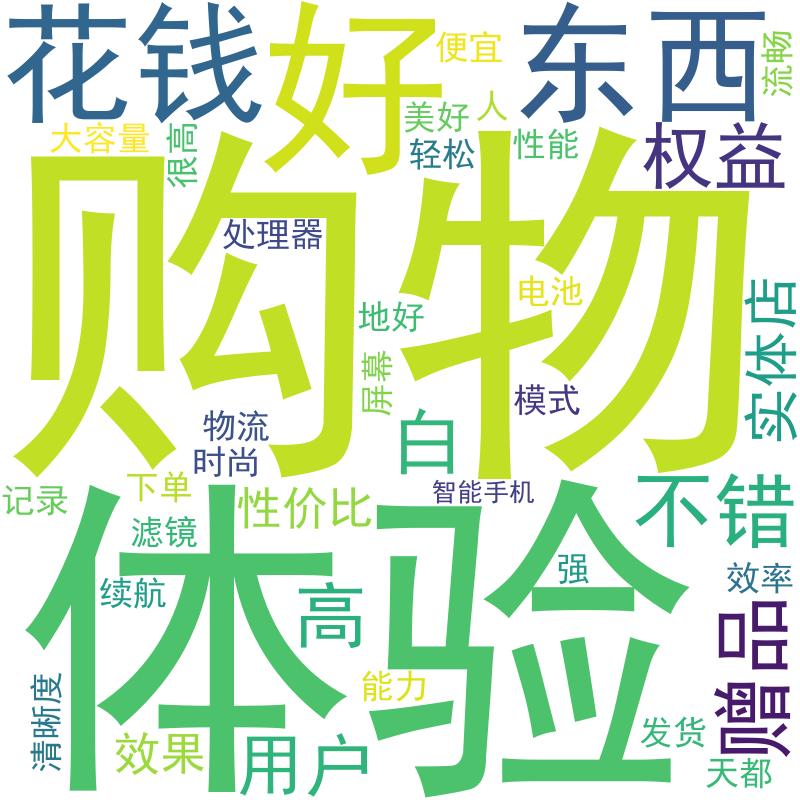 花钱
好
便宜
东西
流畅
大容量
很高
美好
人
轻松
性能
权益
购物
处理器
电池
地好
屏幕
实体店
模式
物流
白
时尚
记录
下单
性价比
智能手机
不错
滤镜
体验
强
续航
高
效率
赠品
清晰度
能力
效果
用户
发货
天都